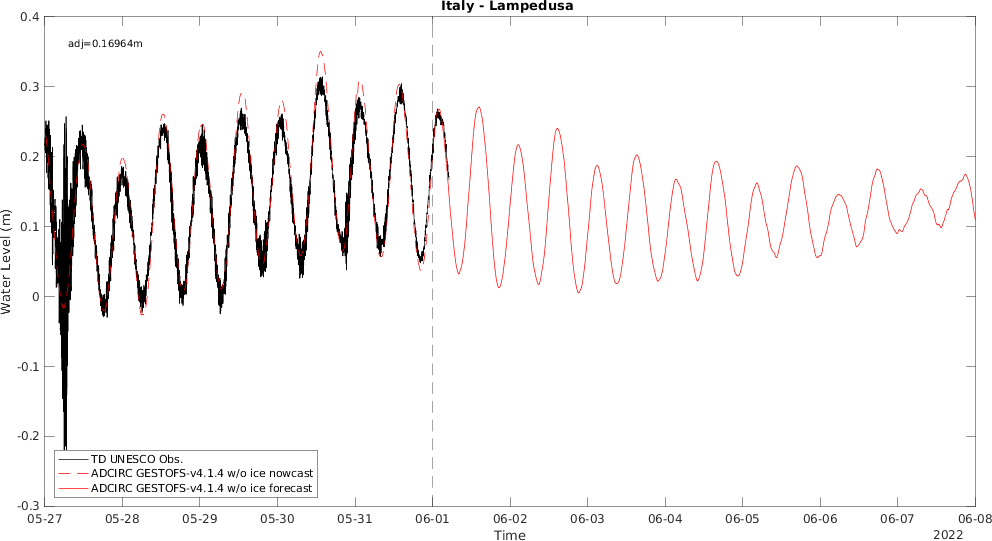 Italy - Lampedusa
adj=0.16964m
Water Level (m)
0.4
0.3
0.2
0.1
0
-0.1
-0.2
-0.3
TD UNESCO Obs.
ADCIRC GESTOFS-v4.1.4 w/o ice nowcast
ADCIRC GESTOFS-v4.1.4 w/o ice forecast
05-27 05-28 05-29 05-30 05-31 06-01 06-02 06-03 06-04 06-05 06-06 06-07 06-08
Time
2022